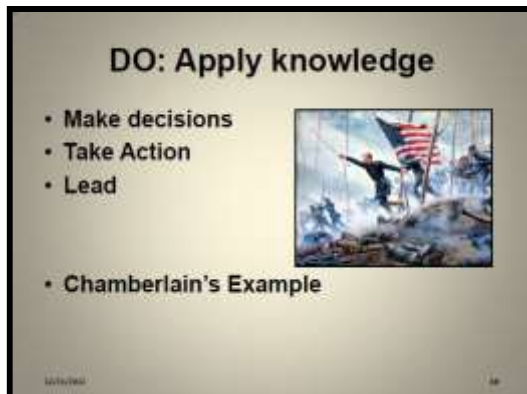 DO: Apply knowledge
• Make decisions
• Take Action
• Lead
• Chamberlain's Example